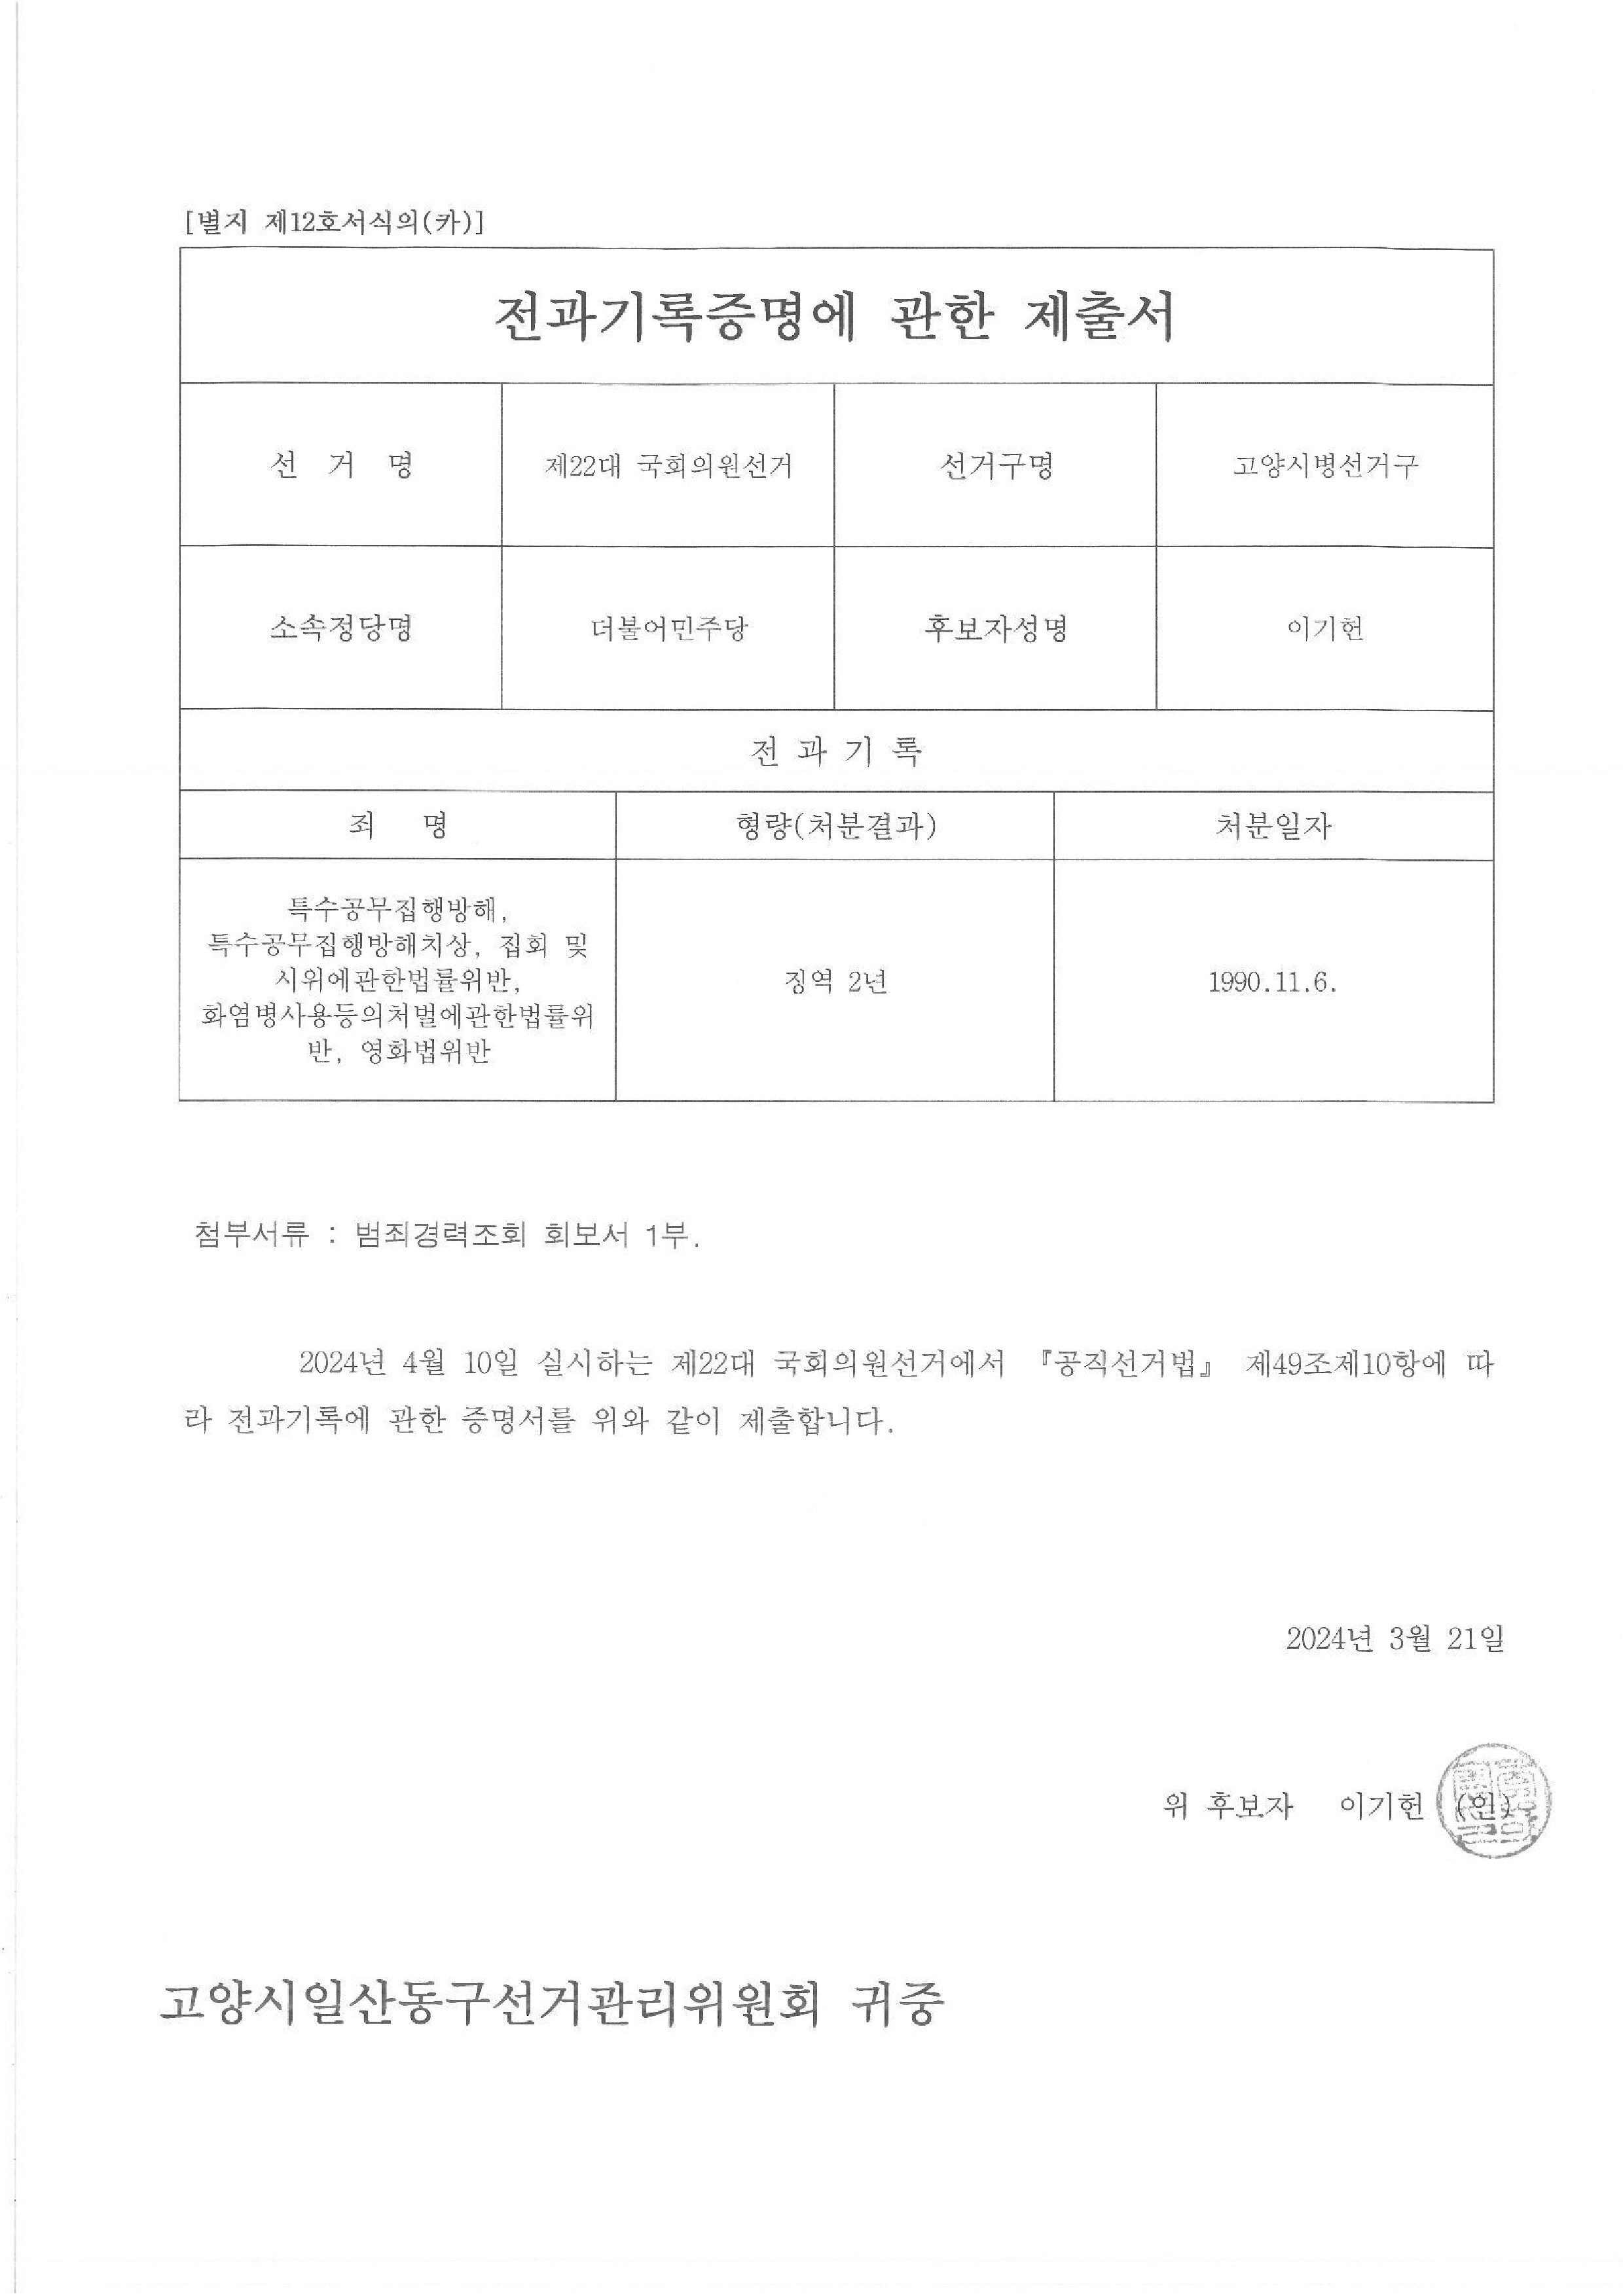 [별지 제12호서식의(카)]
전과기록증명에 관한 제출서
선 거 명
제22대 국회의원선거
선거구명
고양시병선거구
소속정당명
더불어민주당
후보자성명
이기헌
전 과 기 록
죄 명
형량(처분결과)
처분일자
특수공무집행방해,
특수공무집행방해치상, 집회 및
시위에관한법률위반,
화염병사용등의처벌에관한법률위
반, 영화법위반
징역 2년
1990.11.6.
첨부서류 : 범죄경력조회 회보서 1부.
2024년 4월 10일 실시하는 제22대 국회의원선거에서 『공직선거법』 제49조제10항에 따
라 전과기록에 관한 증명서를 위와 같이 제출합니다.
2024년 3월 21일
위 후보자 이기헌 (인)
고양시일산동구선거관리위원회 귀중